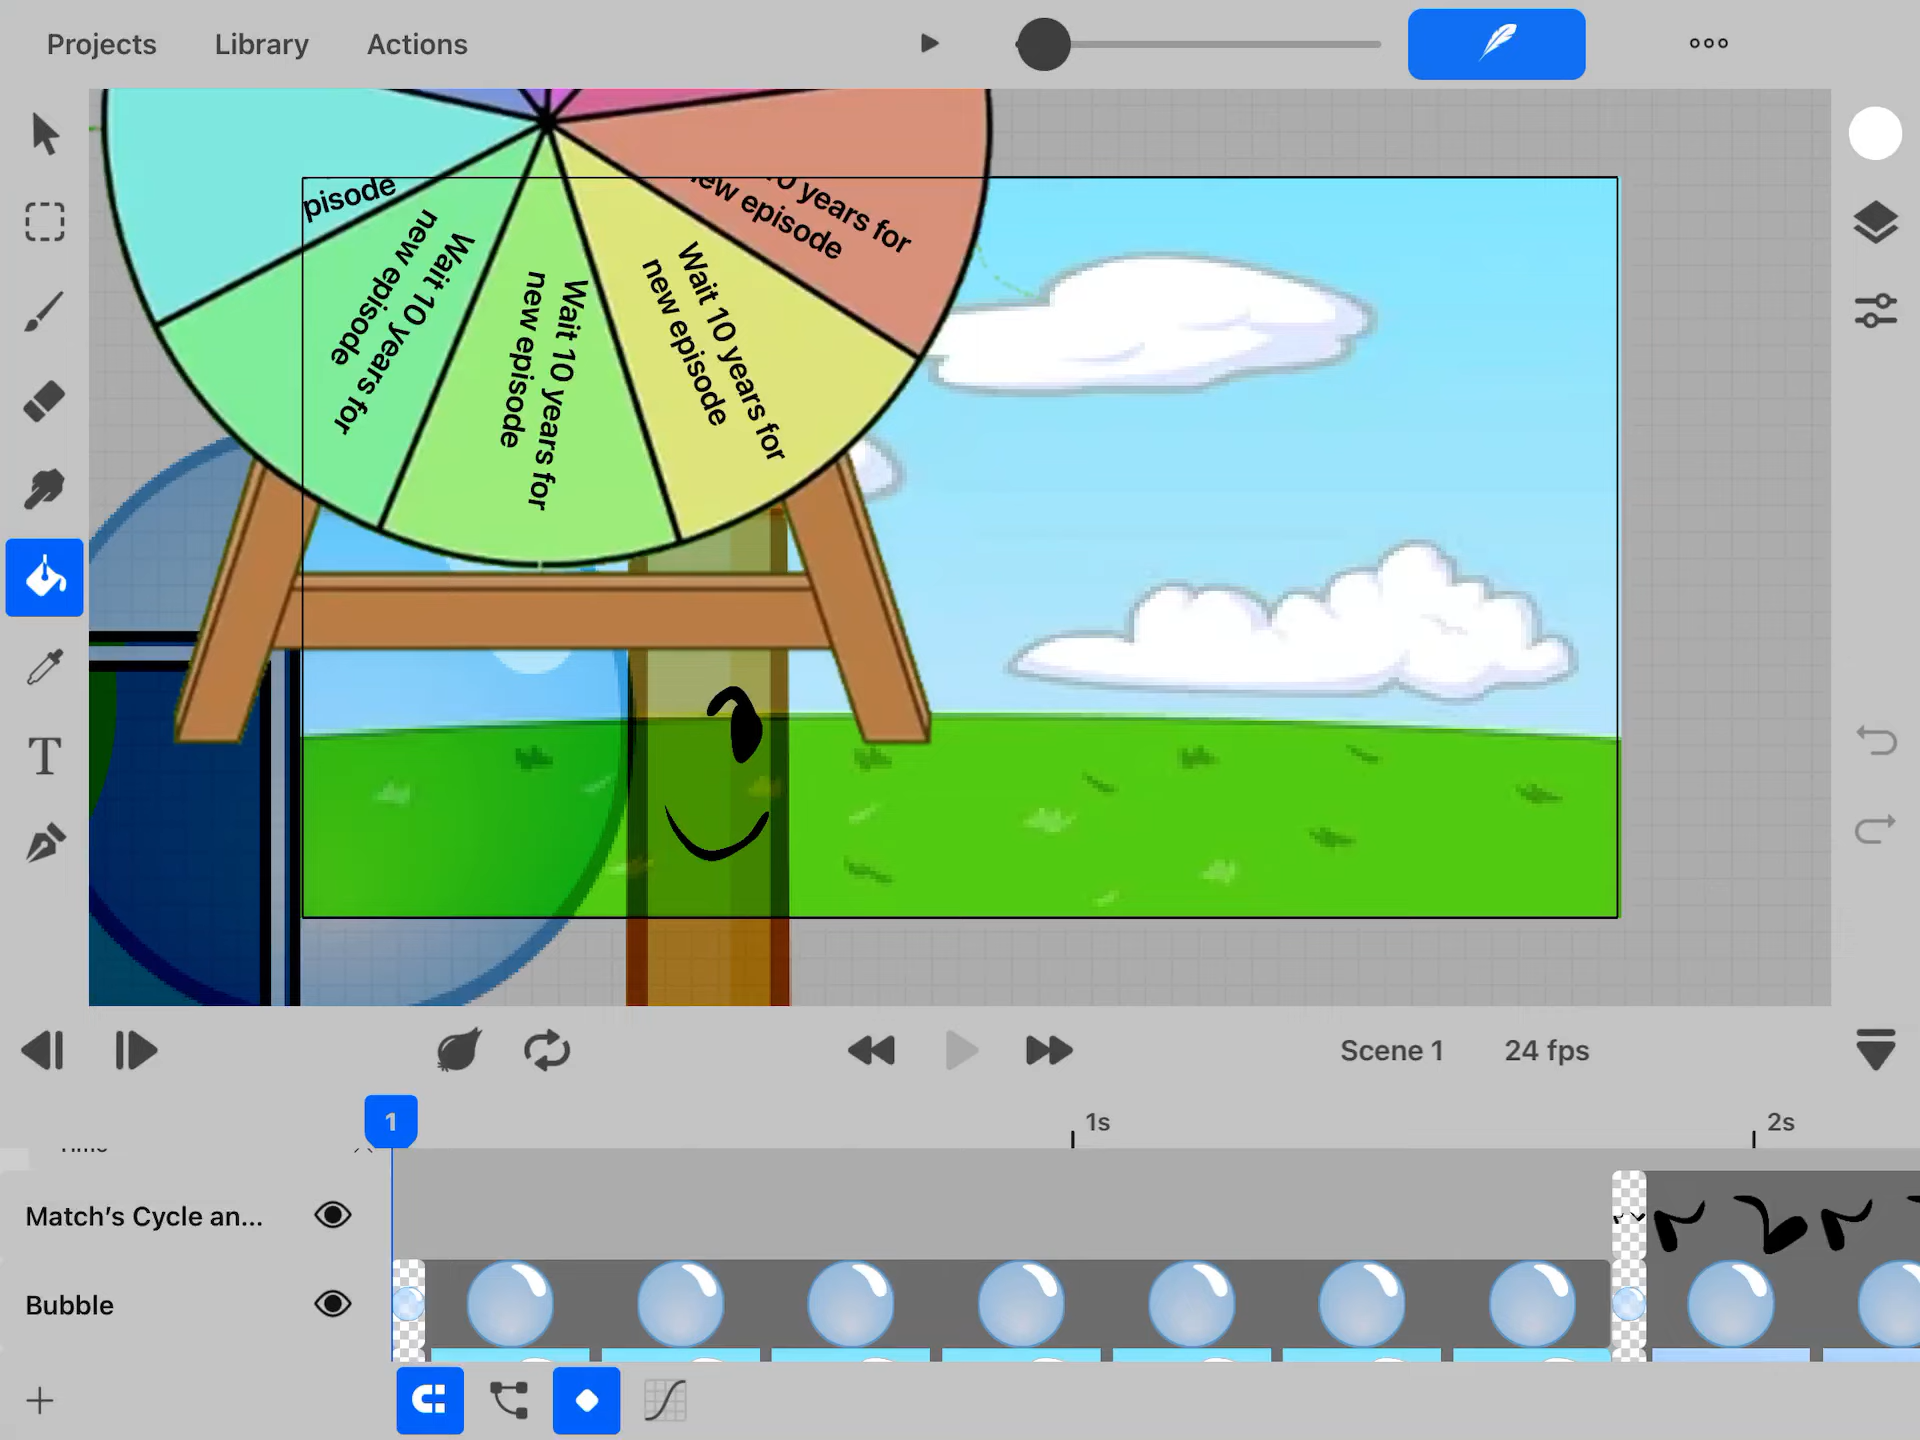 Projects
Library
Actions
pisode
Wait 10 years for
new episode
Wait 10 years for
new episode
Wait 10 years for
new episode
10 years for
new episode
T
Scene 1
24 fps
1
1s
2s
Match's Cycle an...
Bubble